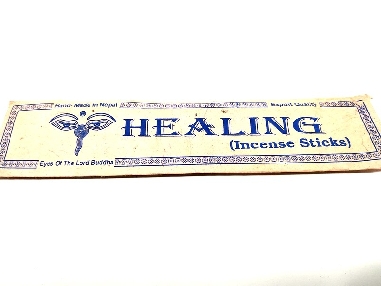 Hand Made in Nepal
Export Quality
HEALING
(Incense Sticks)
Eyes Of The Lord Buddha